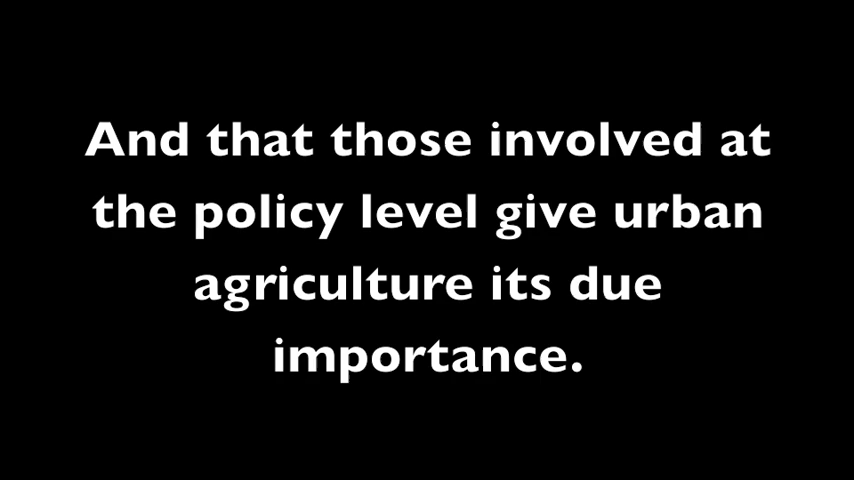 And that those involved at
the policy level give urban
agriculture its due
importance.